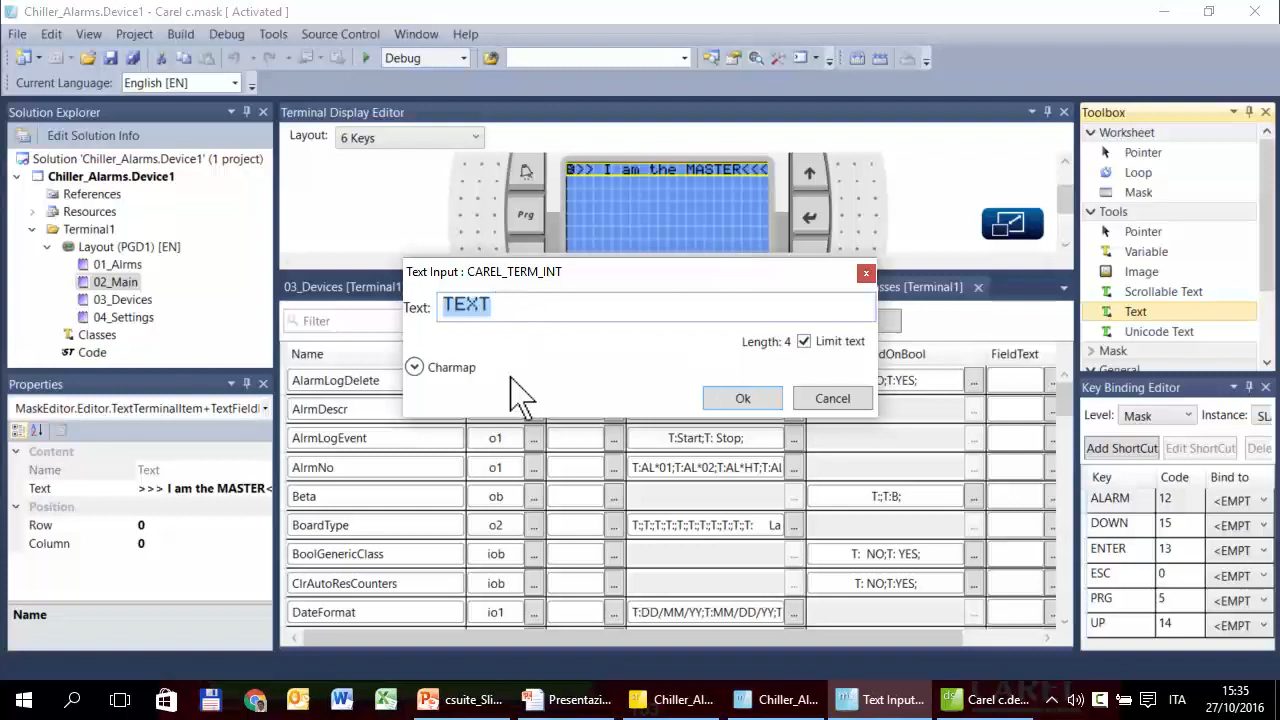 Chiller_Alarms.Device1 - Carel c.mask [ Activated ]
File Edit View Project Build Debug Tools Source Control Window Help
Debug
Current Language: English [EN]
Solution Explorer
Edit Solution Info
Solution 'Chiller_Alarms.Device1' (1 project)
Chiller_Alarms.Device1
References
Resources
Terminal1
Layout (PGD1) [EN]
01_Alrms
02_Main
03_Devices
04_Settings
Classes
Code
Properties
MaskEditor.Editor.TextTerminalItem+TextField
Content
Name Text
Text >>> I am the MASTER<
Position
Row 0
Column 0
Name
Terminal Display Editor
Layout: 6 Keys
>> I am the MASTER<<<
Prg
03_Devices [Terminal1]
sses [Terminal1]
Filter
Name
dOnBool FieldText
AlarmLogDelete O;T:YES; ...
AlrmDescr
AlrmLogEvent o1 ... ... T:Start;T: Stop; ...
AlrmNo o1 ... ... T:AL*01;T:AL*02;T:AL*HT;T:AL ...
Beta ob ... ... ... T:;T:B; ...
BoardType o2 ... ... T:;T:;T:;T:;T:;T:;T:;T:;T:;T: La ...
BoolGenericClass iob ... ... ... T: NO;T: YES; ...
ClrAutoResCounters iob ... ... ... T: NO;T:YES; ...
DateFormat io1 ... ... T:DD/MM/YY;T:MM/DD/YY;T ...
Text Input : CAREL_TERM_INT
Text: TEXT
Length: 4 Limit text
Charmap
Ok Cancel
Toolbox
Worksheet
Pointer
Loop
Mask
Tools
Pointer
Variable
Image
Scrollable Text
Text
Unicode Text
Mask
General
Key Binding Editor
Level: Mask Instance: SL
Add ShortCut Edit ShortCut Dele
Key Code Bind to
ALARM 12 <EMPT
DOWN 15 <EMPT
ENTER 13 <EMPT
ESC 0 <EMPT
PRG 5 <EMPT
UP 14 <EMPT
csuite_Sli... Presentazi... Chiller_Al... Chiller_Al... Text Input... Carel c.de...
ITA
15:35
27/10/2016